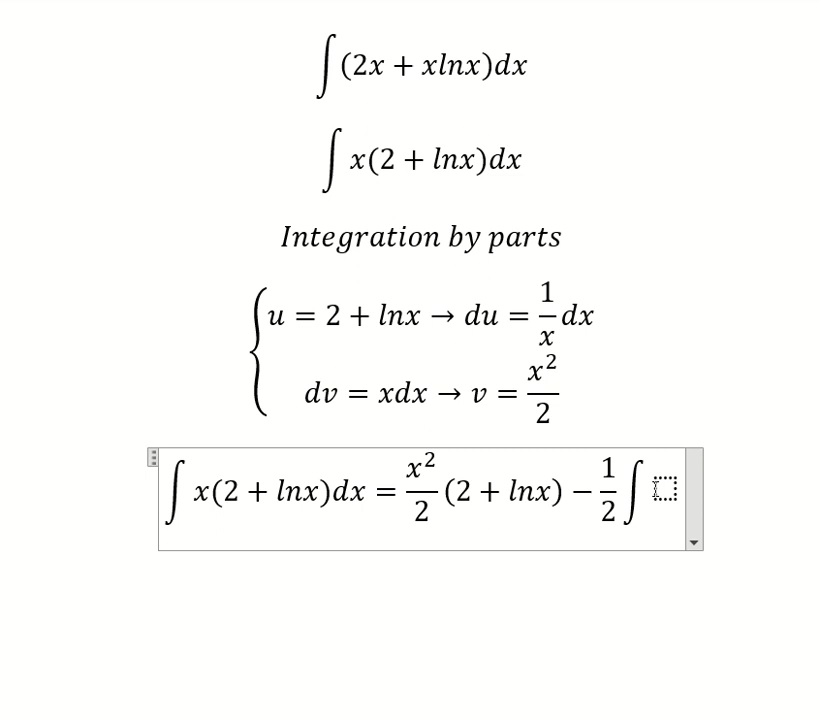 ∫(2x + xlnx)dx
∫ x(2 + lnx)dx
Integration by parts
u = 2 + lnx → du = 1/x dx
dv = xdx → v = x²/2
∫ x(2 + lnx)dx = x²/2 (2 + lnx) − 1/2 ∫